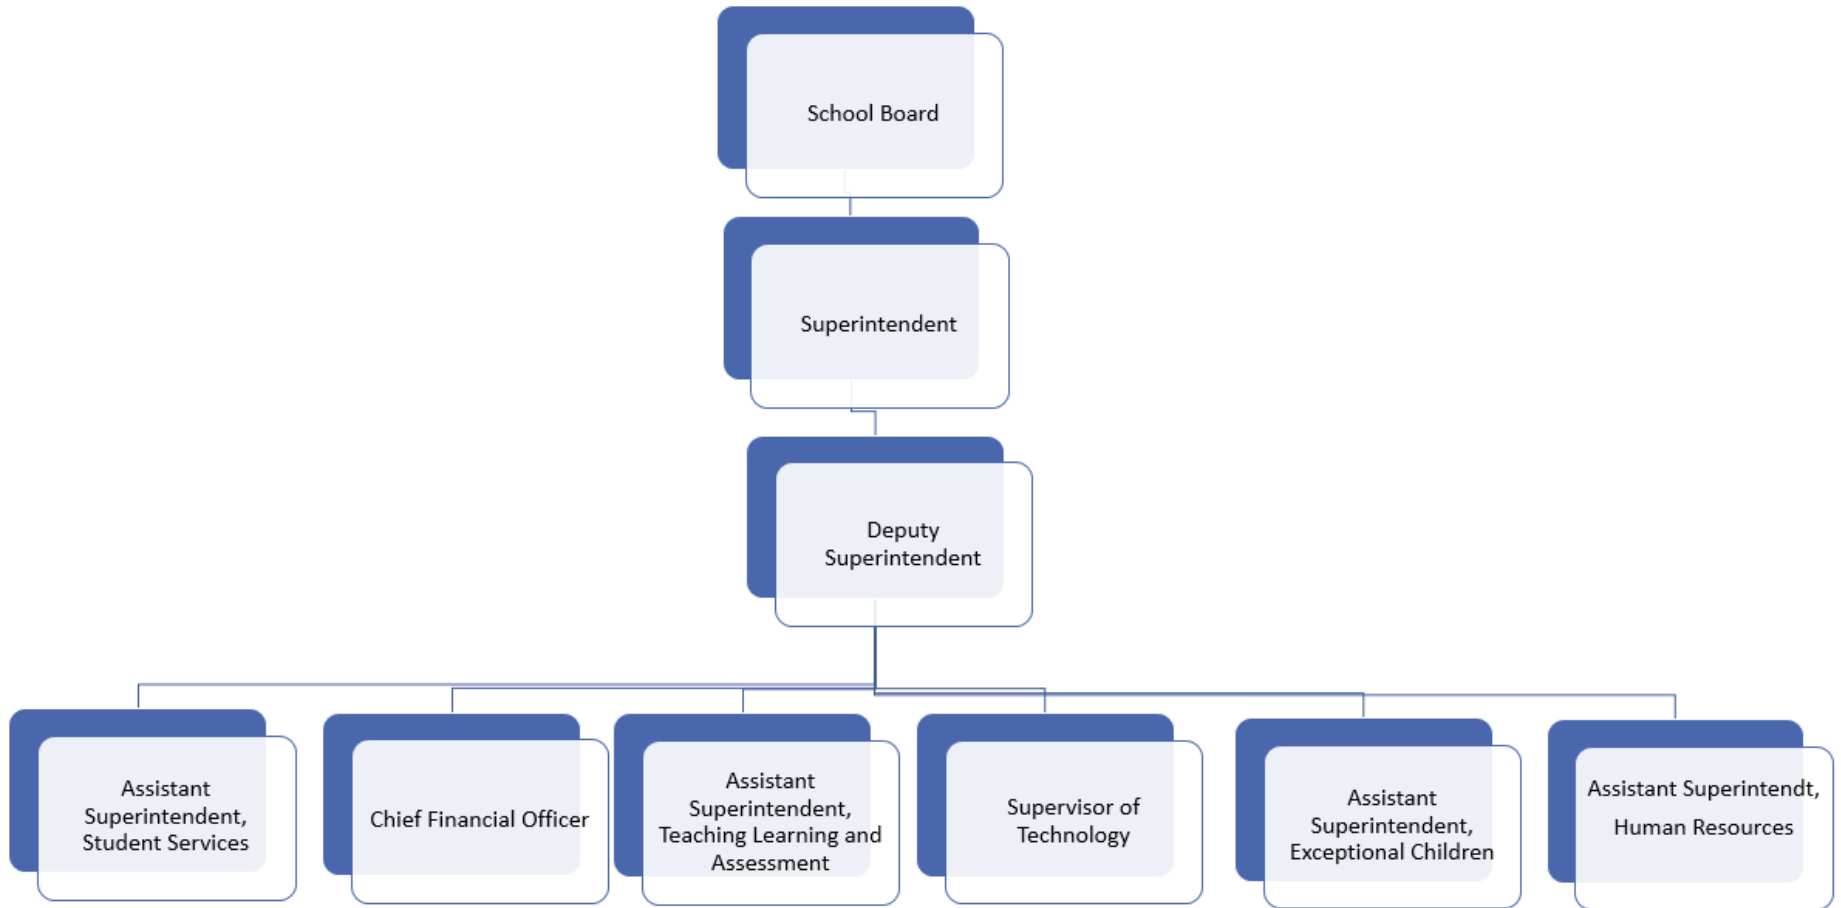 School Board
Superintendent
Deputy
Superintendent
Assistant
Superintendent,
Student Services
Chief Financial Officer
Assistant
Superintendent,
Teaching Learning and
Assessment
Supervisor of
Technology
Assistant
Superintendent,
Exceptional Children
Assistant Superintendt,
Human Resources